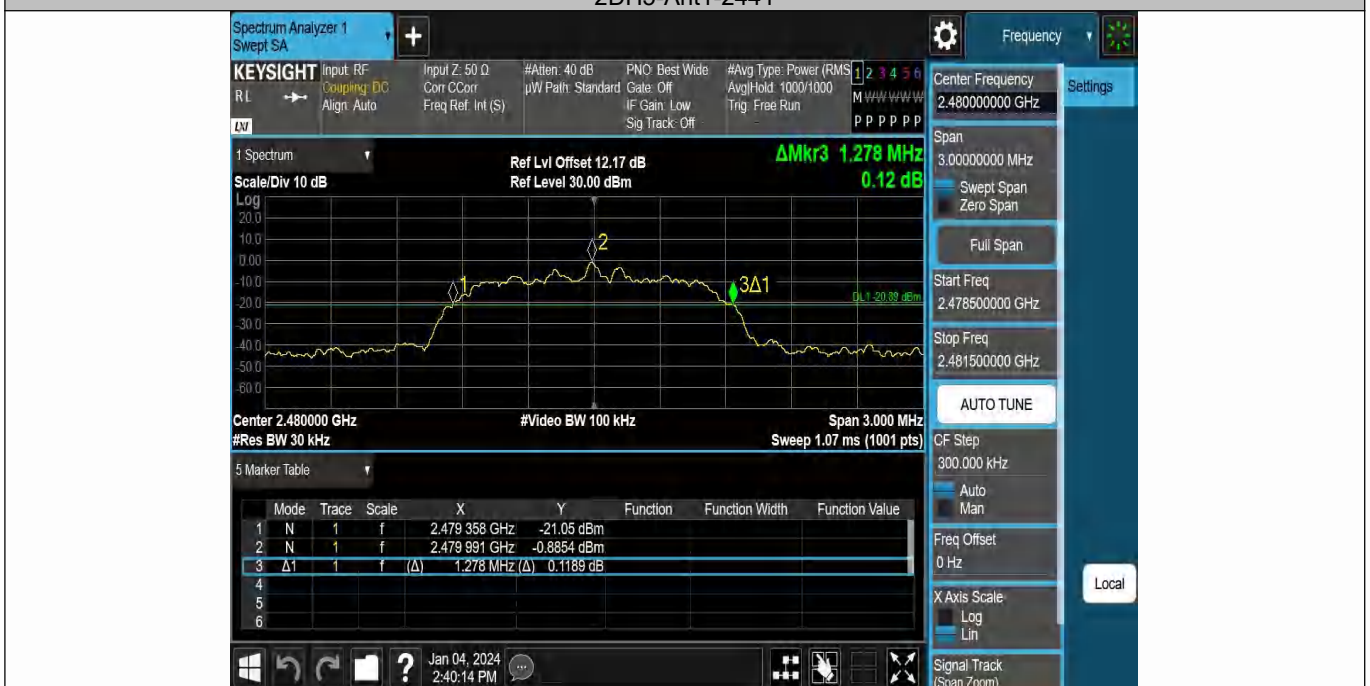 2DH5-Ant1-2441
Spectrum Analyzer 1
Swept SA
+
Frequency
KEYSIGHT
RL
LXI
Input: RF
Coupling: DC
Align: Auto
Input Z: 50 Ω
Corr CCorr
Freq Ref: Int (S)
#Atten: 40 dB
µW Path: Standard
PNO: Best Wide
Gate: Off
IF Gain: Low
Sig Track: Off
#Avg Type: Power (RMS
Avg|Hold: 1000/1000
Trig: Free Run
1 2 3 4 5 6
M W W W W W
P P P P P P
Center Frequency
2.480000000 GHz
Settings
1 Spectrum
Scale/Div 10 dB
Log
Ref Lvl Offset 12.17 dB
Ref Level 30.00 dBm
ΔMkr3 1.278 MHz
0.12 dB
20.0
10.0
0.00
-10.0
-20.0
-30.0
-40.0
-50.0
-60.0
1
2
3Δ1
DL1 -20.89 dBm
Center 2.480000 GHz
#Res BW 30 kHz
#Video BW 100 kHz
Span 3.000 MHz
Sweep 1.07 ms (1001 pts)
Span
3.00000000 MHz
Swept Span
Zero Span
Full Span
Start Freq
2.478500000 GHz
Stop Freq
2.481500000 GHz
AUTO TUNE
CF Step
300.000 kHz
Auto
Man
Freq Offset
0 Hz
X Axis Scale
Log
Lin
Signal Track
(Span Zoom)
Local
5 Marker Table
Mode Trace Scale X Y Function Function Width Function Value
1 N 1 f 2.479 358 GHz -21.05 dBm
2 N 1 f 2.479 991 GHz -0.8854 dBm
3 Δ1 1 f (Δ) 1.278 MHz (Δ) 0.1189 dB
4
5
6
?
Jan 04, 2024
2:40:14 PM